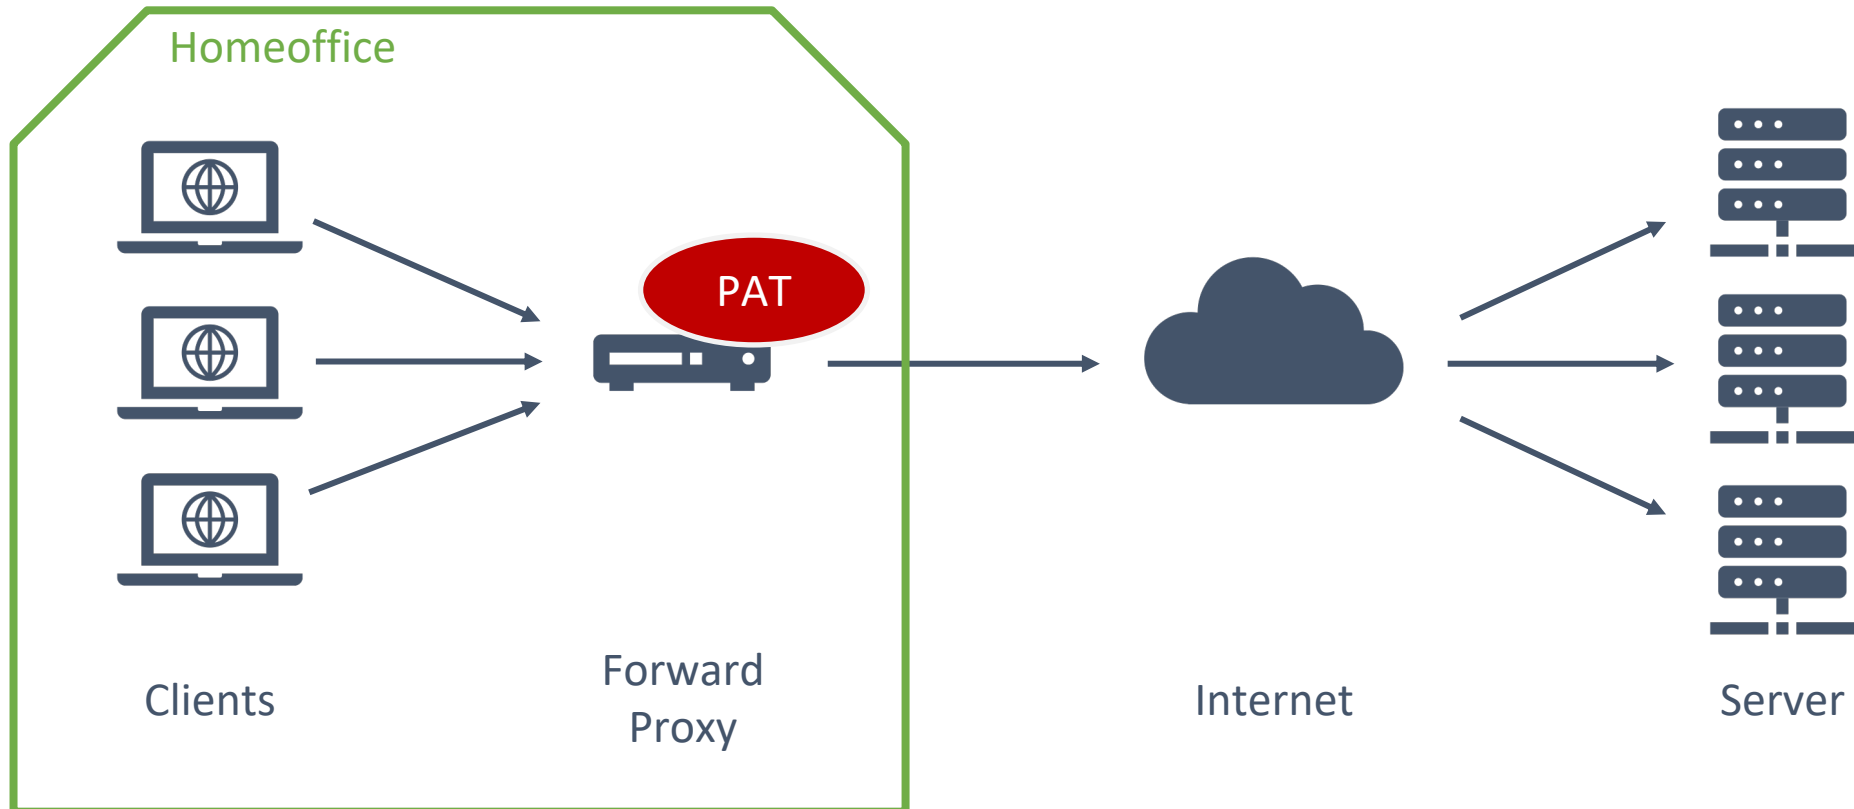 Homeoffice
PAT
Clients
Forward
Proxy
Internet
Server